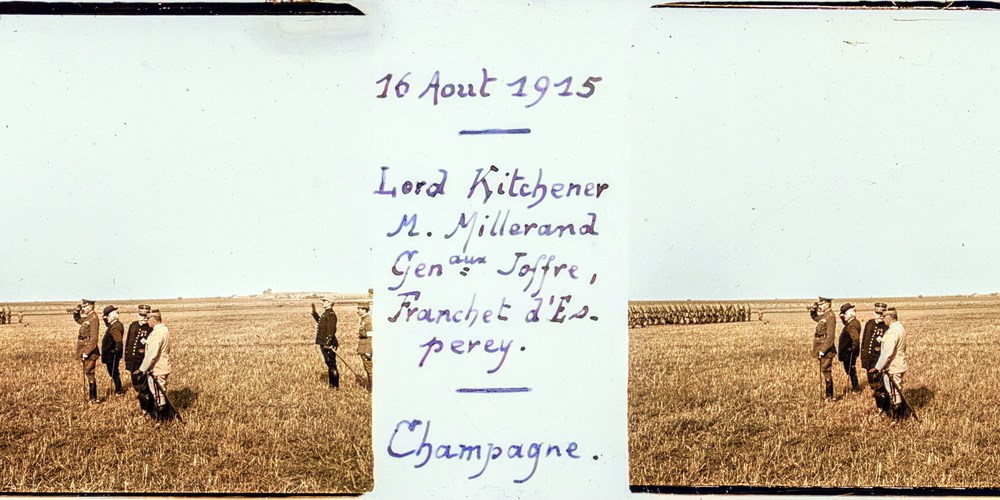 16 Aout 1915
Lord Kitchener
M. Millerand
Gen^aux Joffre,
Franchet d'Es-
perey.
Champagne.